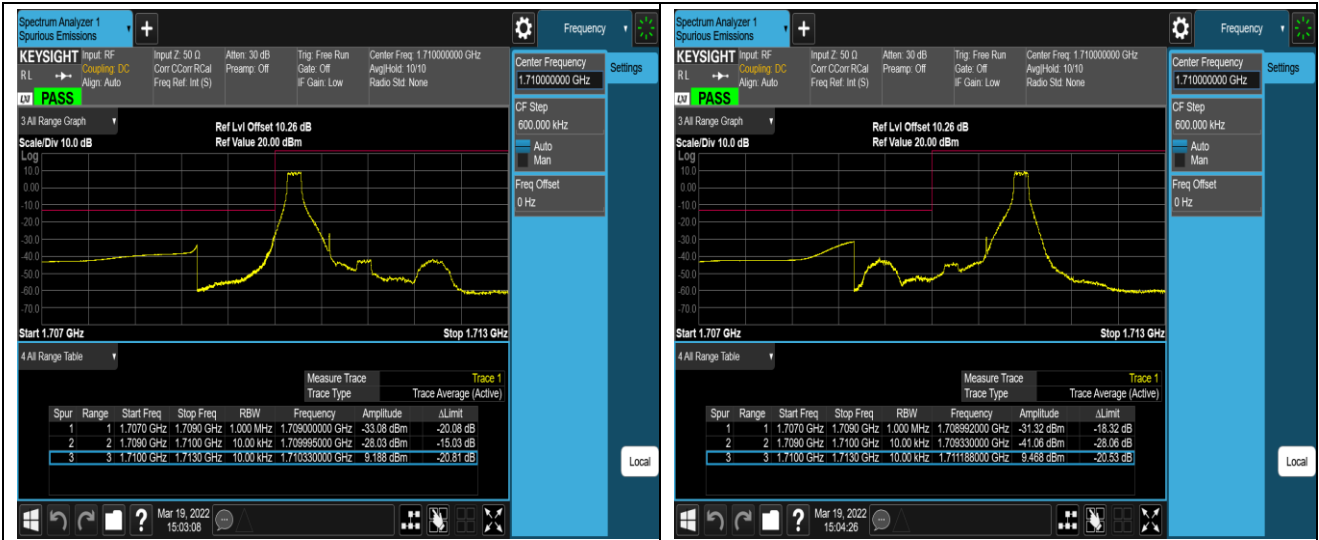 Spectrum Analyzer 1
Spurious Emissions
+
Frequency
KEYSIGHT Input: RF Input Z: 50 Ω Atten: 30 dB Trig: Free Run Center Freq: 1.710000000 GHz
RL Coupling: DC Corr CCorr RCal Preamp: Off Gate: Off Avg|Hold: 10/10
Align: Auto Freq Ref: Int (S) IF Gain: Low Radio Std: None
LXI PASS
Center Frequency
1.710000000 GHz
Settings
CF Step
600.000 kHz
Auto
Man
Freq Offset
0 Hz
3 All Range Graph
Ref Lvl Offset 10.26 dB
Scale/Div 10.0 dB Ref Value 20.00 dBm
Log
10.0
0.00
-10.0
-20.0
-30.0
-40.0
-50.0
-60.0
-70.0
Start 1.707 GHz Stop 1.713 GHz
4 All Range Table
Measure Trace Trace 1
Trace Type Trace Average (Active)
Spur Range Start Freq Stop Freq RBW Frequency Amplitude ΔLimit
1 1 1.7070 GHz 1.7090 GHz 1.000 MHz 1.709000000 GHz -33.08 dBm -20.08 dB
2 2 1.7090 GHz 1.7100 GHz 10.00 kHz 1.709995000 GHz -28.03 dBm -15.03 dB
3 3 1.7100 GHz 1.7130 GHz 10.00 kHz 1.710330000 GHz 9.188 dBm -20.81 dB
Local
? Mar 19, 2022
15:03:08
Spectrum Analyzer 1
Spurious Emissions
+
Frequency
KEYSIGHT Input: RF Input Z: 50 Ω Atten: 30 dB Trig: Free Run Center Freq: 1.710000000 GHz
RL Coupling: DC Corr CCorr RCal Preamp: Off Gate: Off Avg|Hold: 10/10
Align: Auto Freq Ref: Int (S) IF Gain: Low Radio Std: None
LXI PASS
Center Frequency
1.710000000 GHz
Settings
CF Step
600.000 kHz
Auto
Man
Freq Offset
0 Hz
3 All Range Graph
Ref Lvl Offset 10.26 dB
Scale/Div 10.0 dB Ref Value 20.00 dBm
Log
10.0
0.00
-10.0
-20.0
-30.0
-40.0
-50.0
-60.0
-70.0
Start 1.707 GHz Stop 1.713 GHz
4 All Range Table
Measure Trace Trace 1
Trace Type Trace Average (Active)
Spur Range Start Freq Stop Freq RBW Frequency Amplitude ΔLimit
1 1 1.7070 GHz 1.7090 GHz 1.000 MHz 1.708992000 GHz -31.32 dBm -18.32 dB
2 2 1.7090 GHz 1.7100 GHz 10.00 kHz 1.709330000 GHz -41.06 dBm -28.06 dB
3 3 1.7100 GHz 1.7130 GHz 10.00 kHz 1.711188000 GHz 9.468 dBm -20.53 dB
Local
? Mar 19, 2022
15:04:26